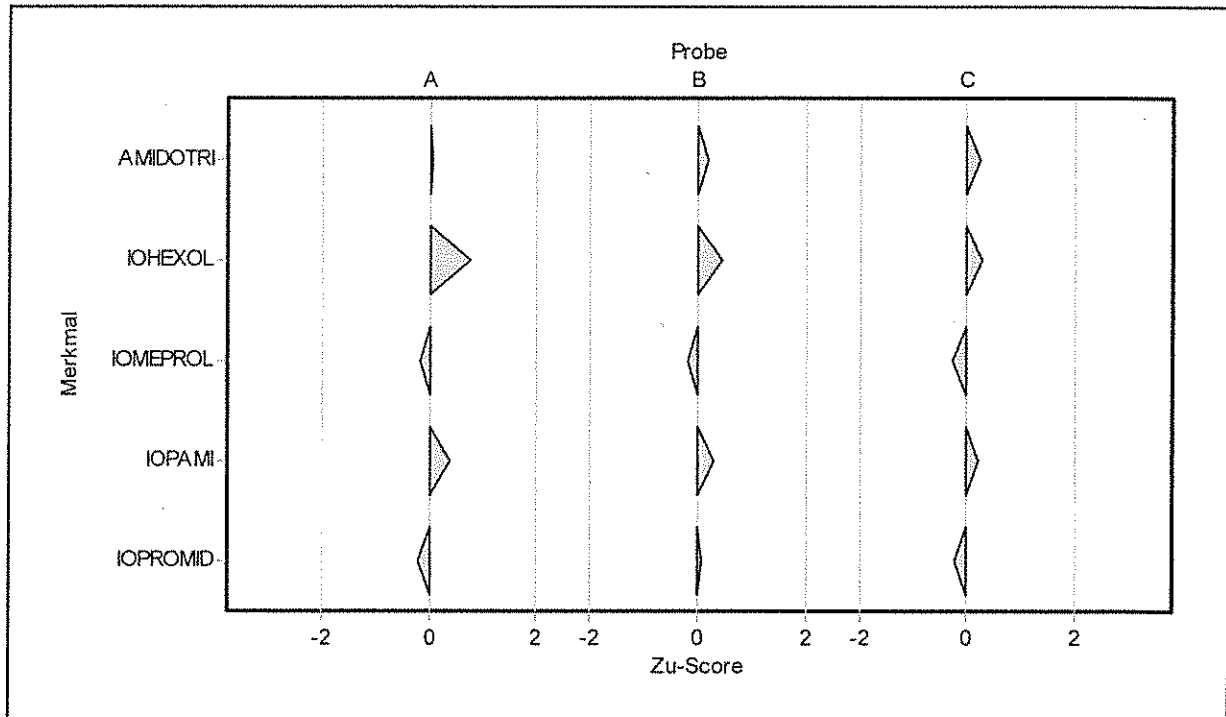 Probe
A B C
AMIDOTRI
IOHEXOL
IOMEPROL
IOPAMI
IOPROMID
Merkmal
-2 0 2 -2 0 2 -2 0 2
Zu-Score